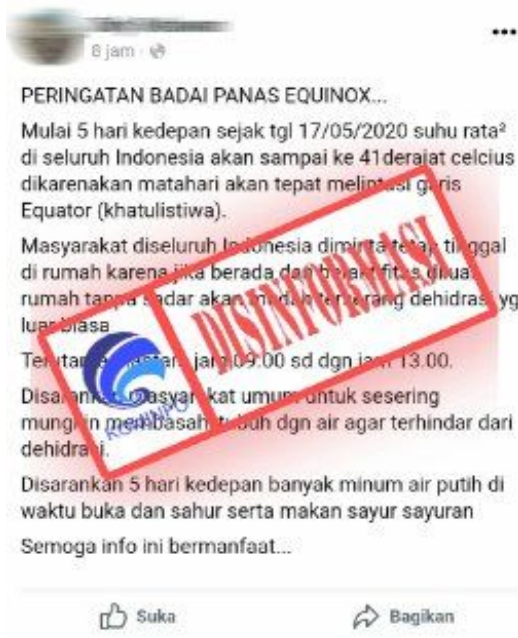 8 jam
PERINGATAN BADAI PANAS EQUINOX...
Mulai 5 hari kedepan sejak tgl 17/05/2020 suhu rata²
di seluruh Indonesia akan sampai ke 41derajat celcius
dikarenakan matahari akan tepat melintasi garis
Equator (khatulistiwa).
Masyarakat diseluruh Indonesia diminta tetap tinggal
di rumah karena jika berada dan diluar
rumah tanpa sadar akan mudah terserang dehidrasi yg
luar biasa
jam 09.00 sd dgn jam 13.00.
Disarankan masyarakat umum untuk sesering
mungkin membasahi tubuh dgn air agar terhindar dari
dehidrasi.
Disarankan 5 hari kedepan banyak minum air putih di
waktu buka dan sahur serta makan sayur sayuran
Semoga info ini bermanfaat...
DISINFORMASI
KOMINFO
Suka
Bagikan